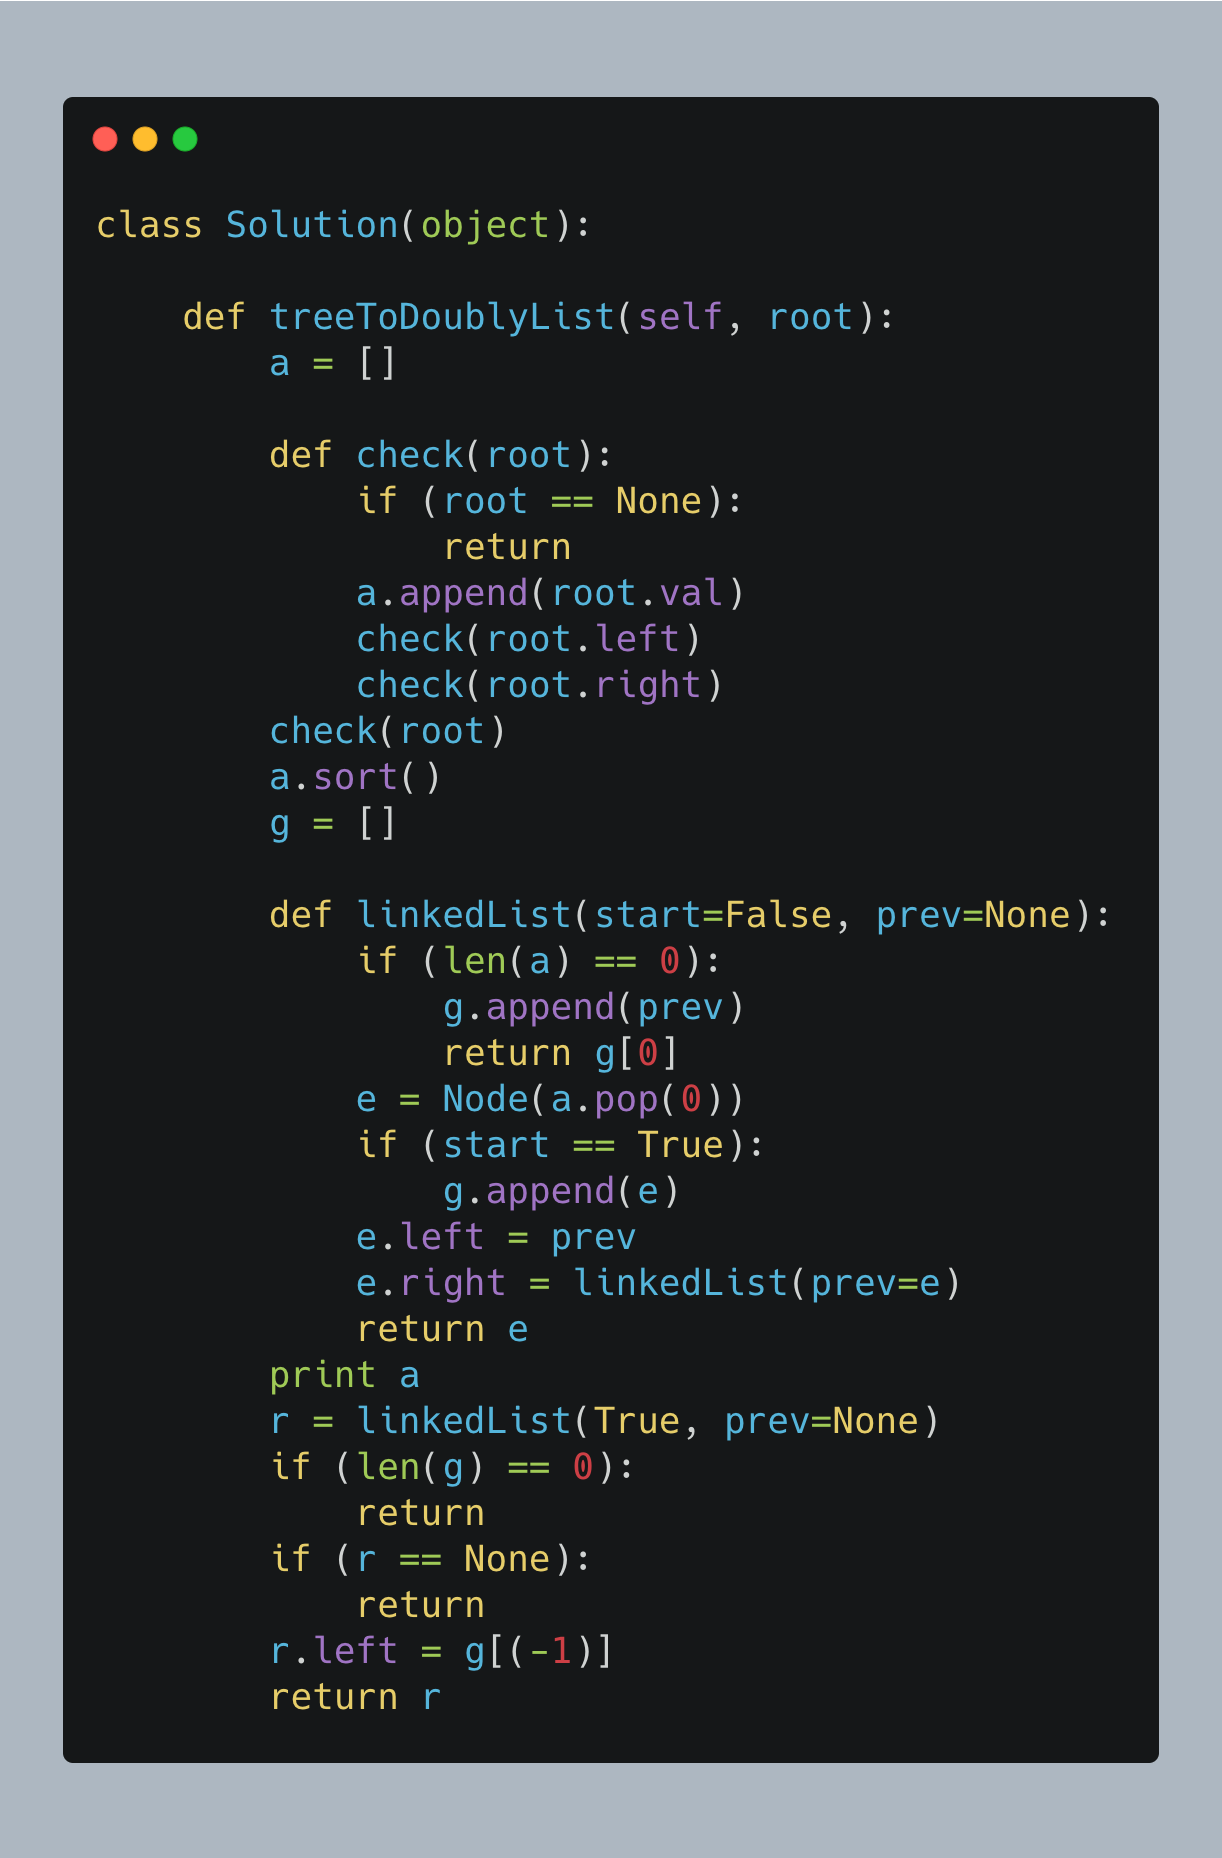 class Solution(object):

    def treeToDoublyList(self, root):
        a = []

        def check(root):
            if (root == None):
                return
            a.append(root.val)
            check(root.left)
            check(root.right)
        check(root)
        a.sort()
        g = []

        def linkedList(start=False, prev=None):
            if (len(a) == 0):
                g.append(prev)
                return g[0]
            e = Node(a.pop(0))
            if (start == True):
                g.append(e)
            e.left = prev
            e.right = linkedList(prev=e)
            return e
        print a
        r = linkedList(True, prev=None)
        if (len(g) == 0):
            return
        if (r == None):
            return
        r.left = g[(-1)]
        return r